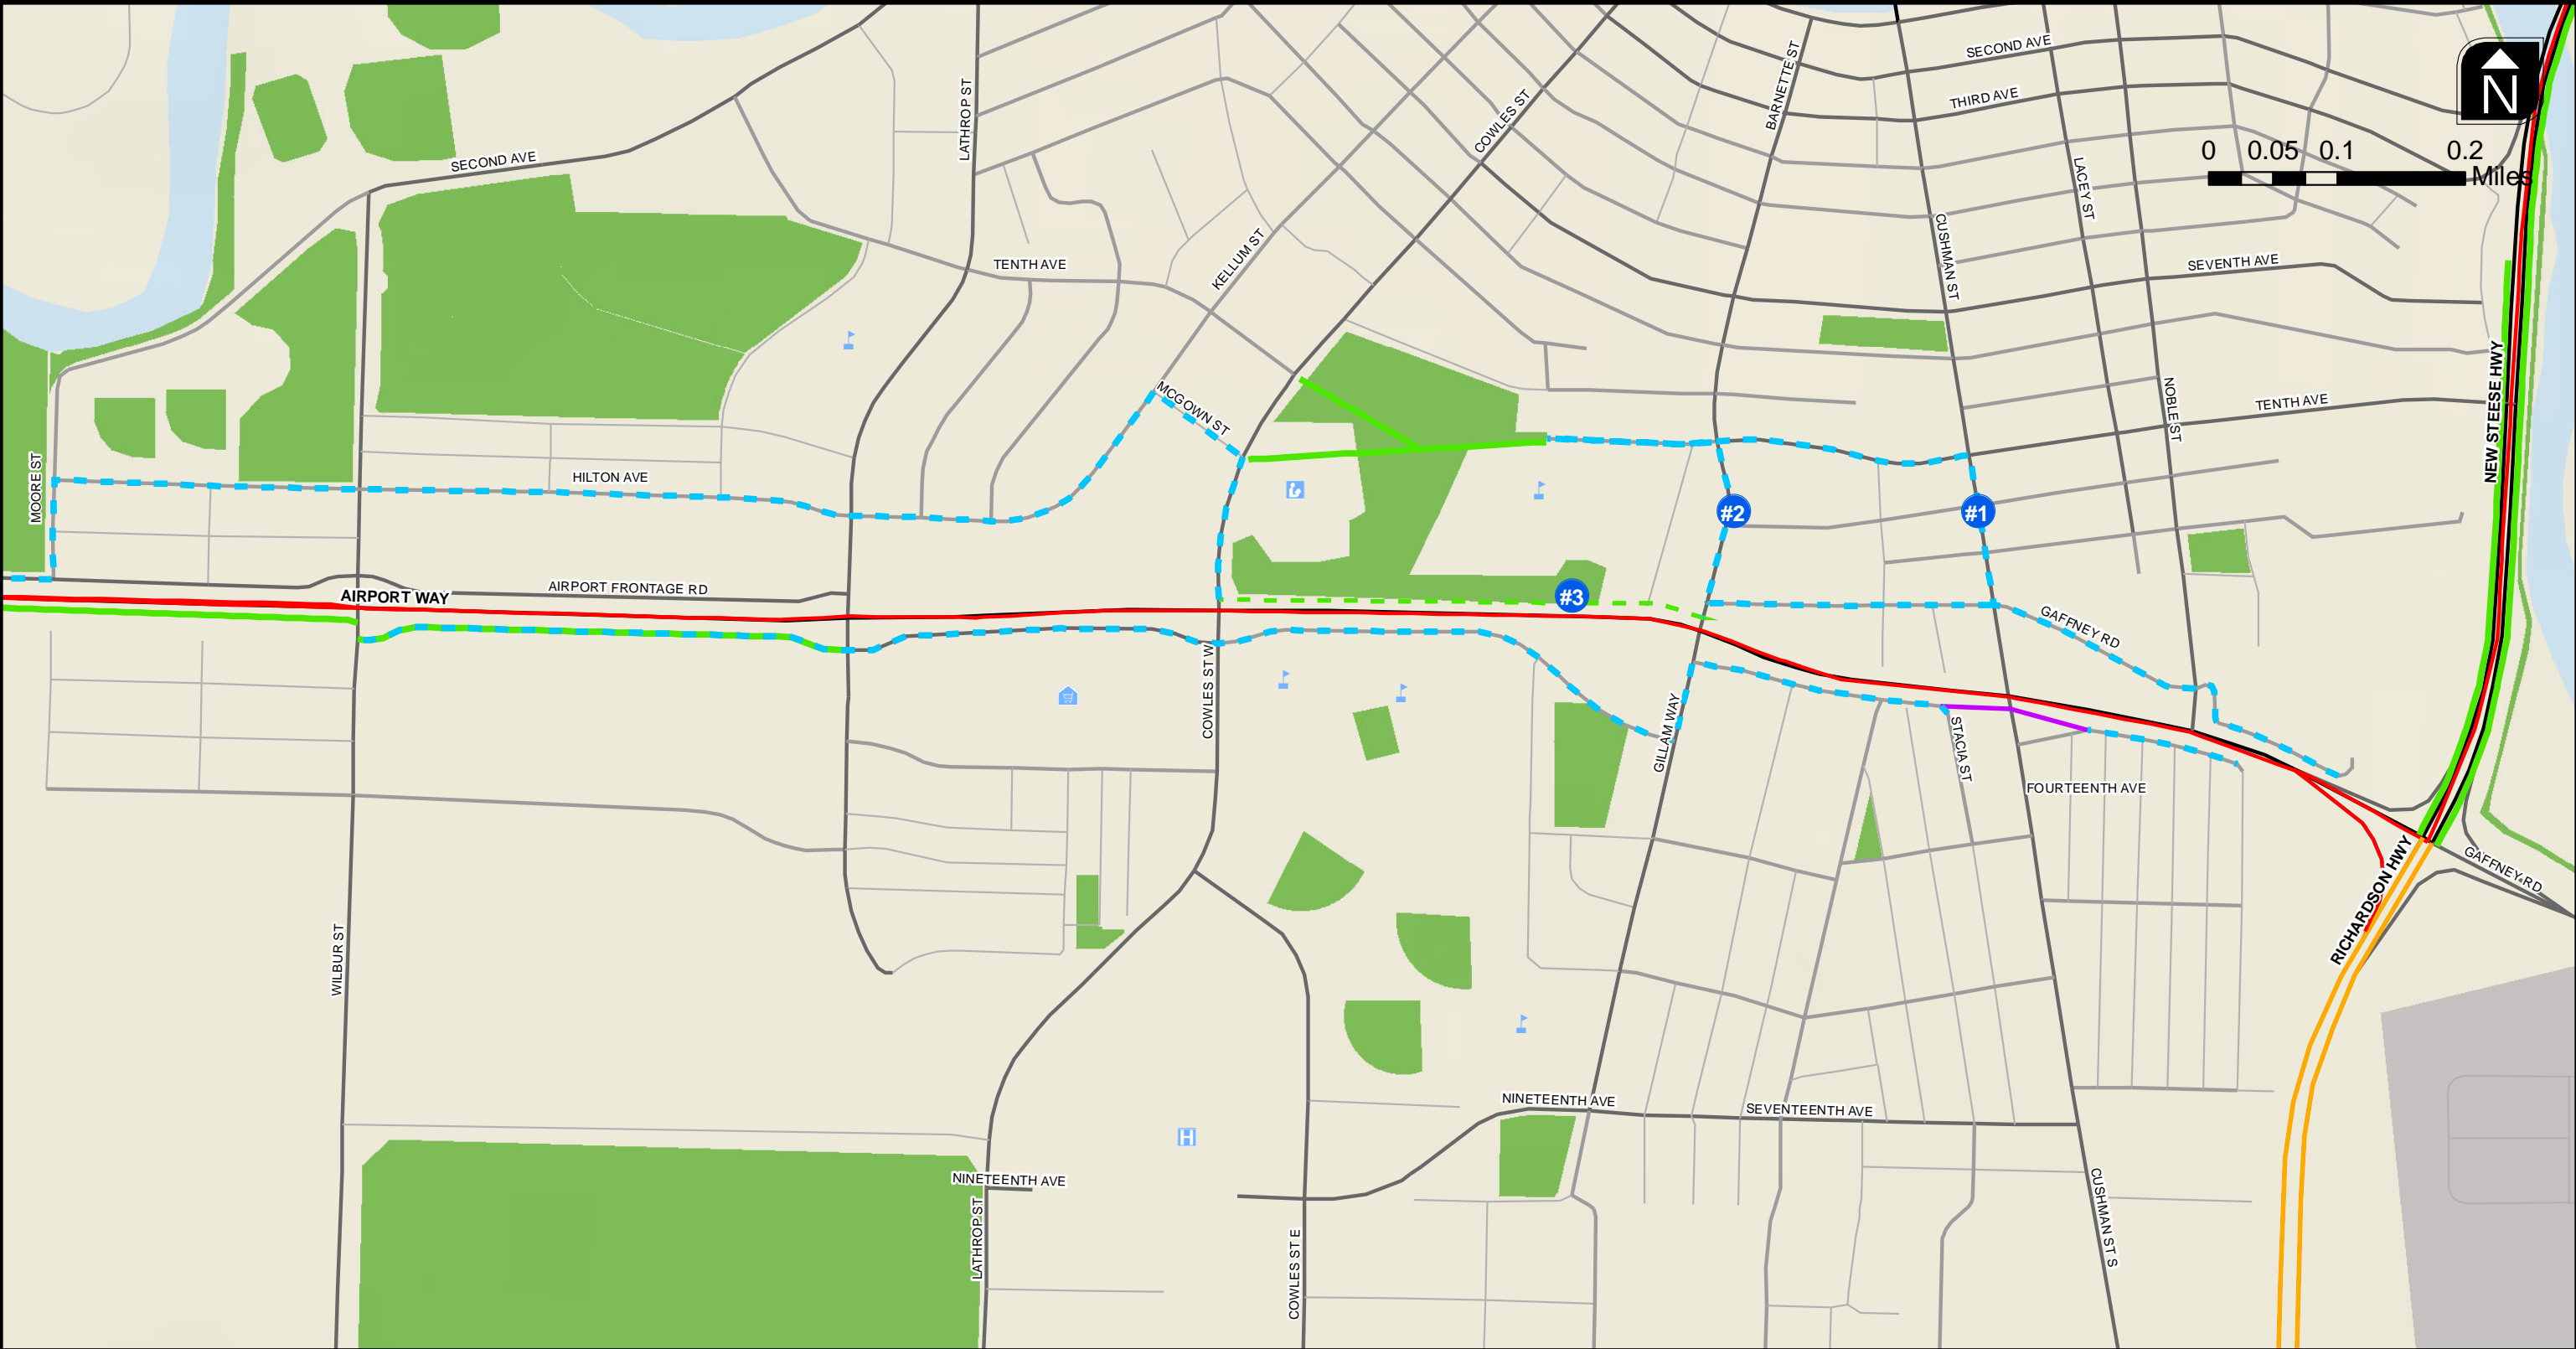 SECOND AVE
BARNETTE ST
N
LATHROP ST
COWLES ST
THIRD AVE
0 0.05 0.1 0.2
Miles
SECOND AVE
LACEY ST
CUSHMAN ST
KELLUM ST
TENTH AVE
SEVENTH AVE
NEW STEESE HWY
MCGOWN ST
NOBLE ST
TENTH AVE
MOORE ST
HILTON AVE
#2
#1
AIRPORT FRONTAGE RD
AIRPORT WAY
#3
GAFFNEY RD
COWLES ST W
GILLAM WAY
STACIA ST
FOURTEENTH AVE
RICHARDSON HWY
GAFFNEY RD
WILBUR ST
NINETEENTH AVE
SEVENTEENTH AVE
H
NINETEENTH AVE
LATHROP ST
COWLES ST E
CUSHMAN ST S